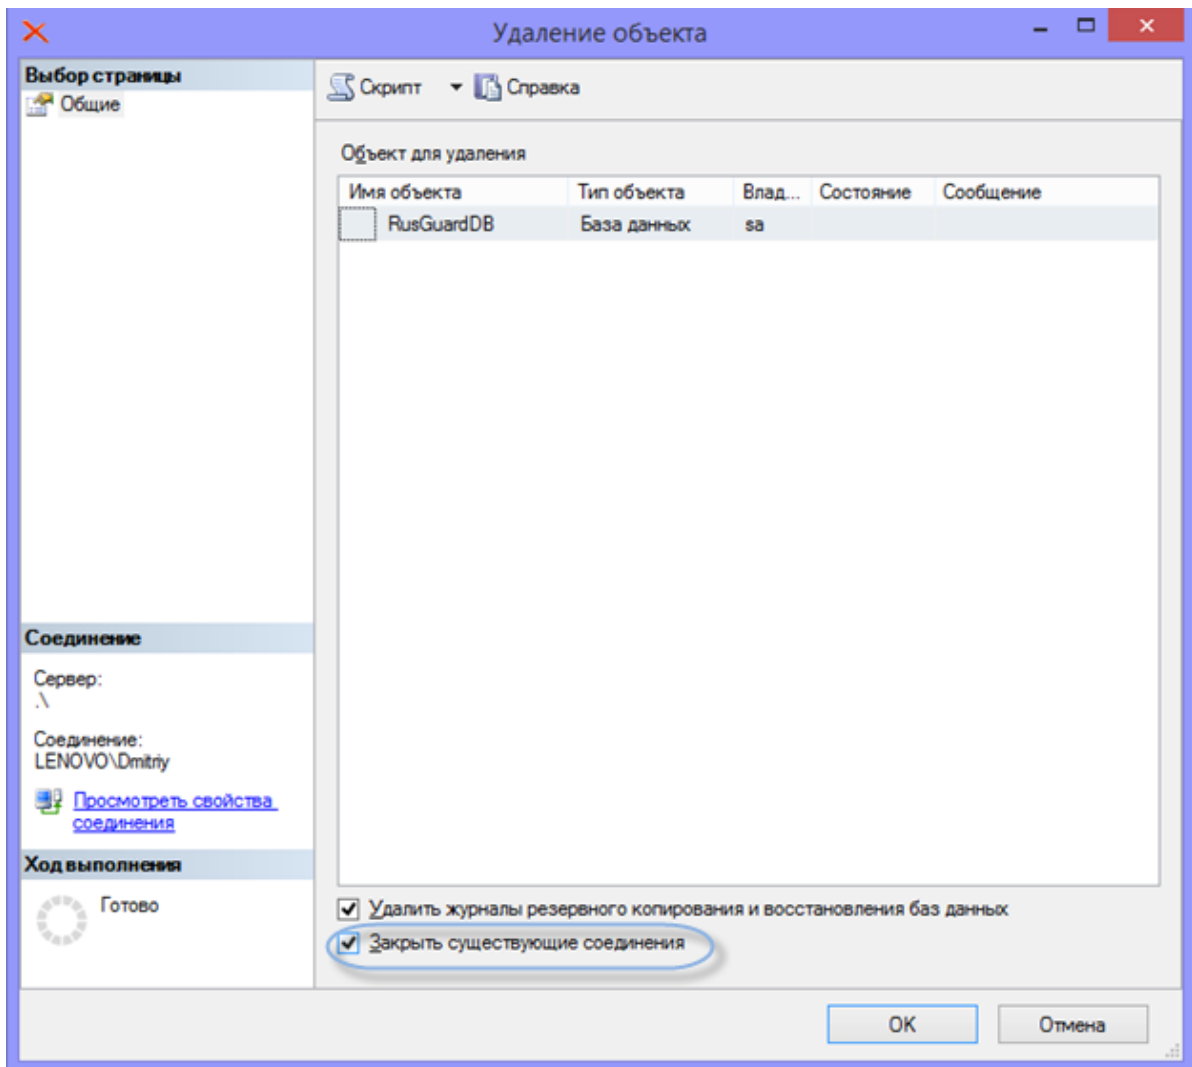 Удаление объекта
Выбор страницы
Общие
Скрипт
Справка
Объект для удаления
Имя объекта Тип объекта Влад... Состояние Сообщение
RusGuardDB База данных sa
Соединение
Сервер:
.\
Соединение:
LENOVO\Dmitriy
Просмотреть свойства
соединения
Ход выполнения
Готово
Удалить журналы резервного копирования и восстановления баз данных
Закрыть существующие соединения
OK
Отмена